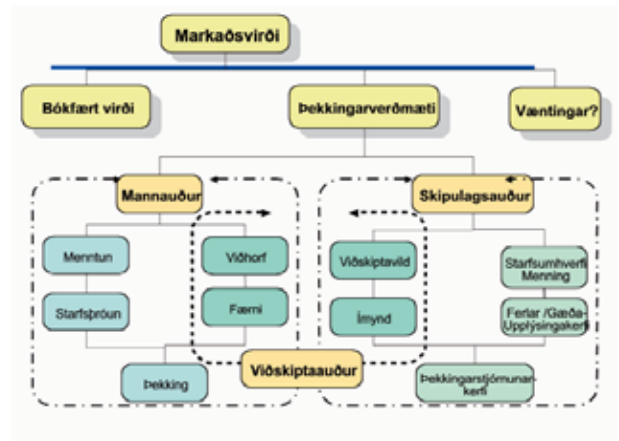 Markaðsvirði
Bókfært virði
Þekkingarverðmæti
Væntingar?
Mannauður
Skipulagsauður
Menntun
Viðhorf
Viðskiptavild
Starfsumhverfi
Menning
Starfsþróun
Færni
Ímynd
Ferlar /Gæða-
Upplýsingakerfi
Viðskiptaauður
Þekking
Þekkingarstjórnunar-
kerfi